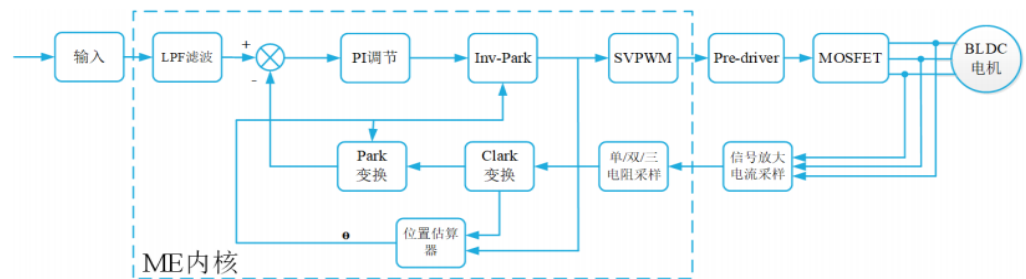 输入
LPF滤波
+
-
PI调节
Inv-Park
SVPWM
Pre-driver
MOSFET
BLDC
电机
Park
变换
Clark
变换
单/双/三
电阻采样
信号放大
电流采样
θ
位置估算
器
ME内核